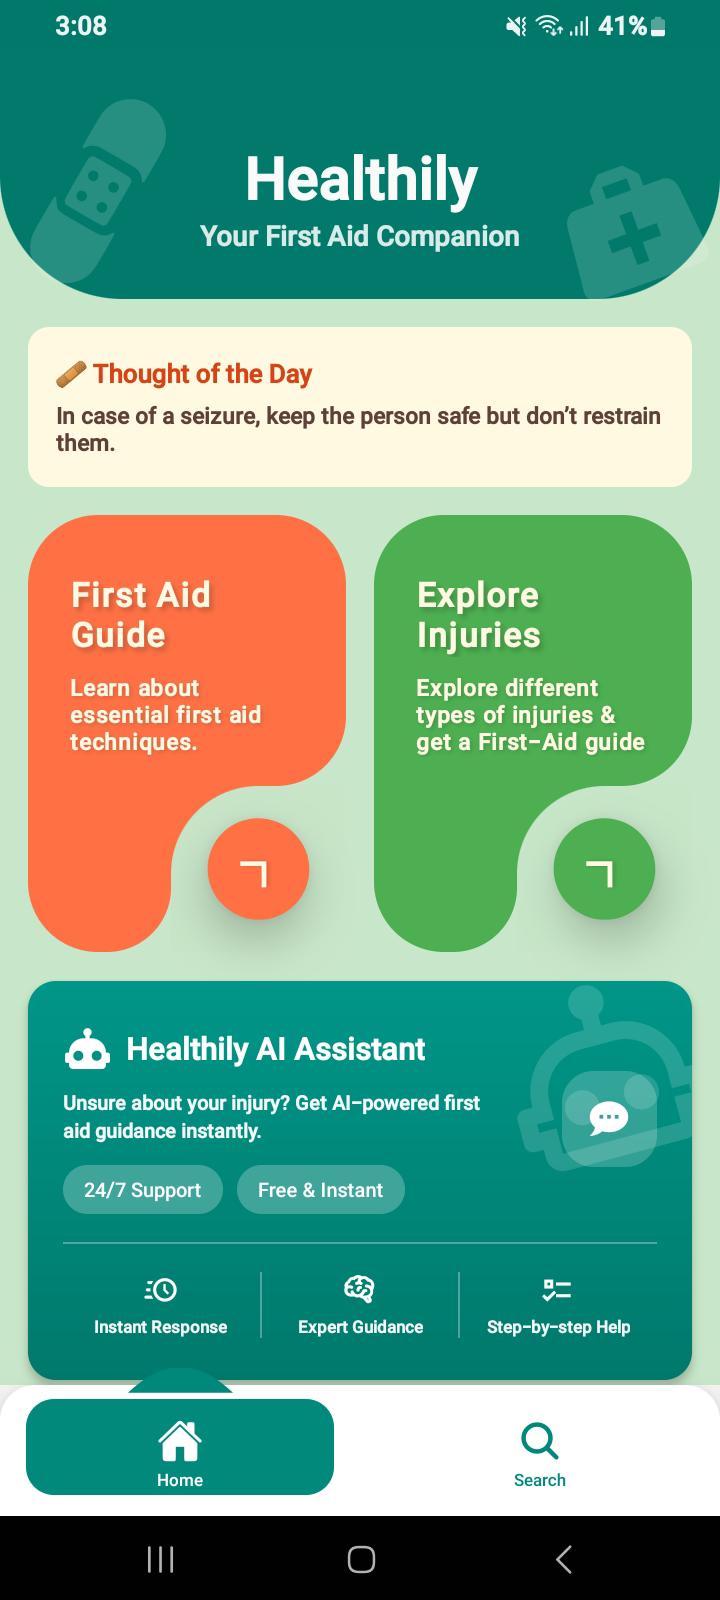 3:08
41%
Healthily
Your First Aid Companion
Thought of the Day
In case of a seizure, keep the person safe but don’t restrain
them.
First Aid
Guide
Learn about
essential first aid
techniques.
Explore
Injuries
Explore different
types of injuries &
get a First-Aid guide
Healthily AI Assistant
Unsure about your injury? Get AI-powered first
aid guidance instantly.
24/7 Support
Free & Instant
Instant Response
Expert Guidance
Step-by-step Help
Home
Search